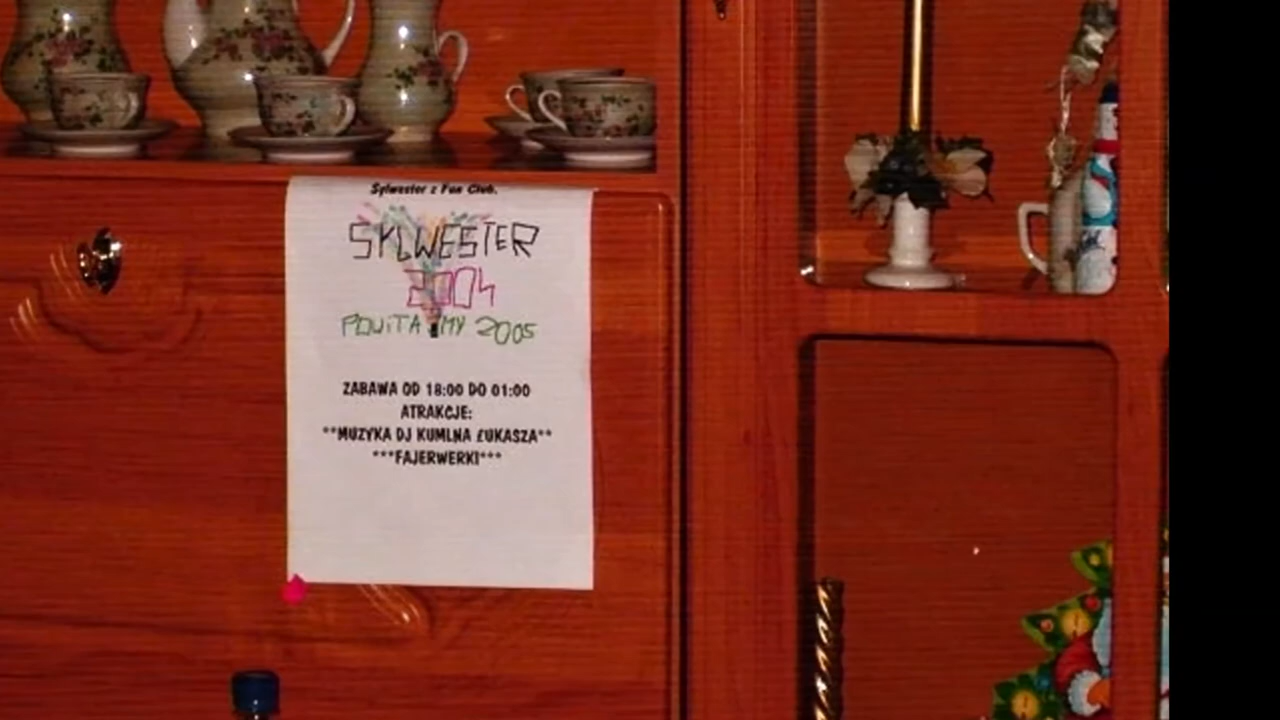 Sylwester z Fan Club.
SYLWESTER
2004
POWITAMY 2005
ZABAWA OD 18:00 DO 01:00
ATRAKCJE:
**MUZYKA DJ KUMLNA ŁUKASZA**
***FAJERWERKI***